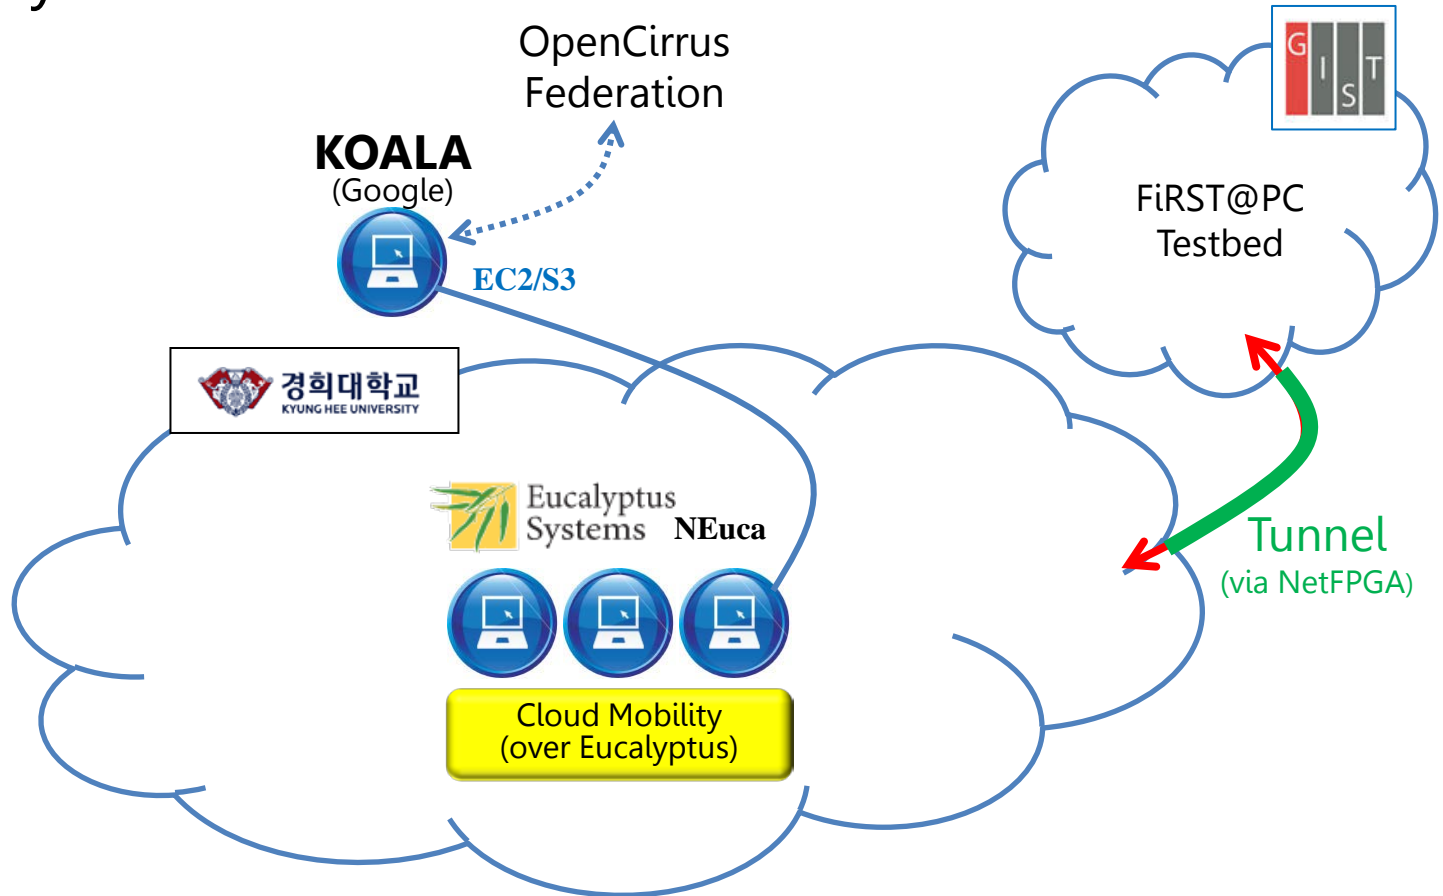 y
OpenCirrus
Federation
KOALA
(Google)
EC2/S3
GIST
FiRST@PC
Testbed
경희대학교
KYUNG HEE UNIVERSITY
Eucalyptus
Systems NEuca
Tunnel
(via NetFPGA)
Cloud Mobility
(over Eucalyptus)